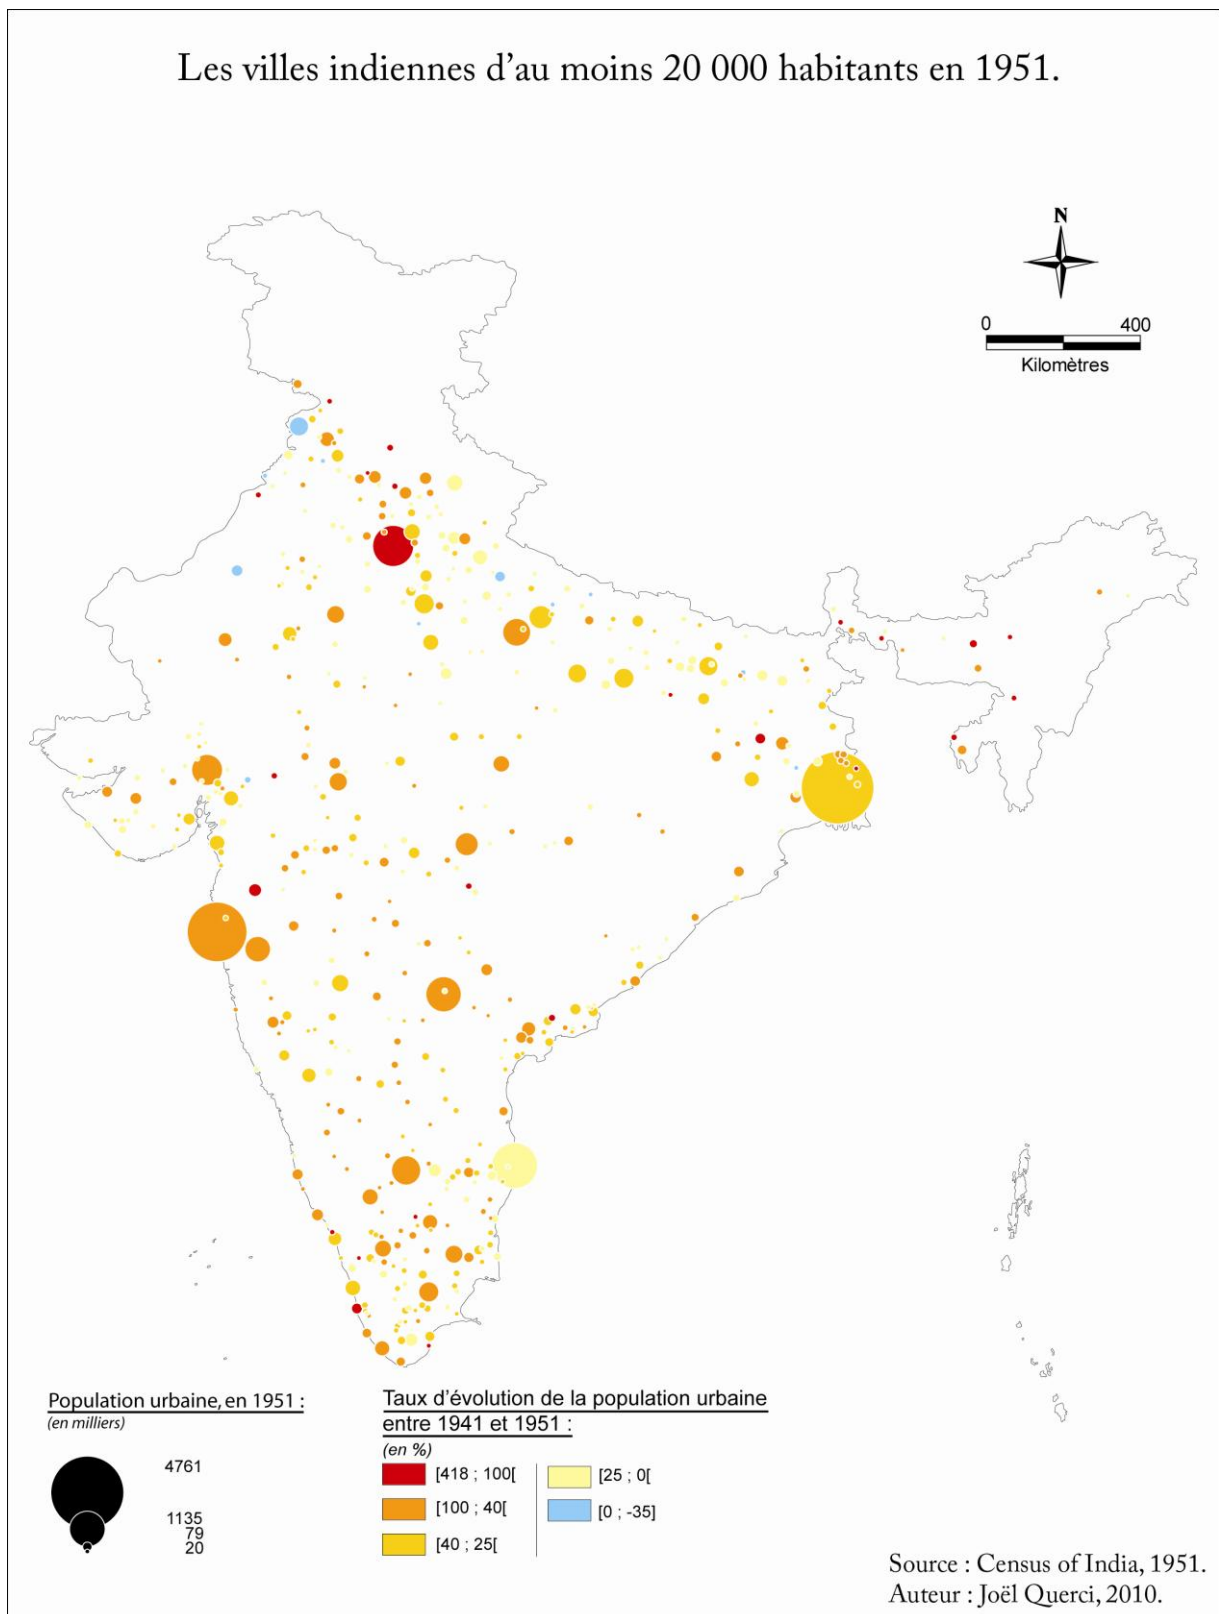 Les villes indiennes d'au moins 20 000 habitants en 1951.
N
0 400
Kilomètres
Population urbaine, en 1951 :
(en milliers)
4761
1135
79
20
Taux d'évolution de la population urbaine
entre 1941 et 1951 :
(en %)
[418 ; 100[
[100 ; 40[
[40 ; 25[
[25 ; 0[
[0 ; -35]
Source : Census of India, 1951.
Auteur : Joël Querci, 2010.